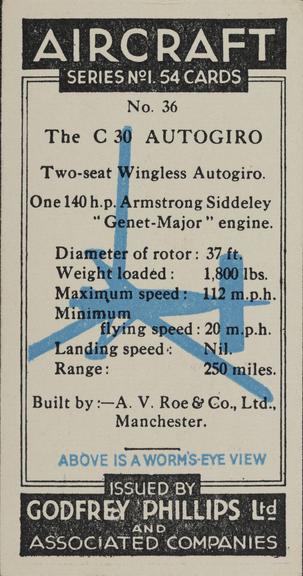 AIRCRAFT
SERIES No1. 54 CARDS
No. 36
The C 30 AUTOGIRO
Two-seat Wingless Autogiro.
One 140 h.p. Armstrong Siddeley
"Genet-Major" engine.
Diameter of rotor: 37 ft.
Weight loaded: 1,800 lbs.
Maximum speed: 112 m.p.h.
Minimum
flying speed: 20 m.p.h.
Landing speed: Nil.
Range: 250 miles.
Built by:—A. V. Roe & Co., Ltd.,
Manchester.
ABOVE IS A WORM'S-EYE VIEW
ISSUED BY
GODFREY PHILLIPS Ltd
AND
ASSOCIATED COMPANIES